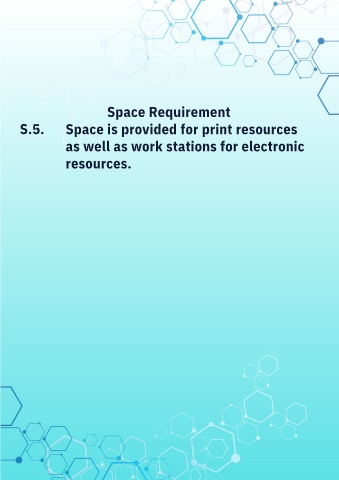 Space Requirement
S.5. Space is provided for print resources
as well as work stations for electronic
resources.